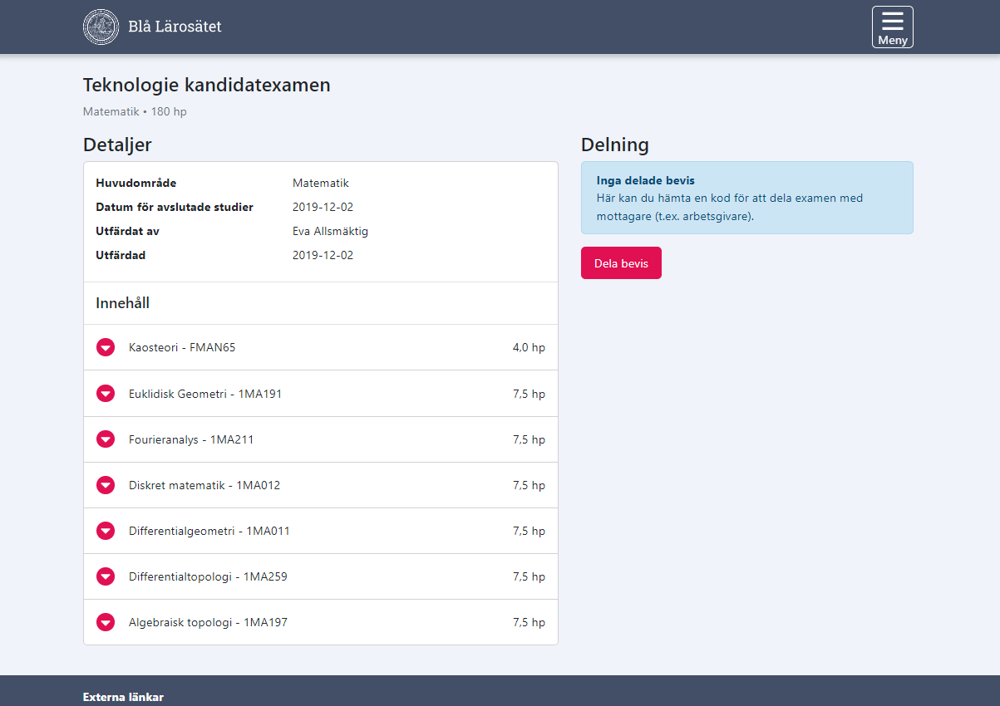 Blå Lärosätet
Meny
Teknologie kandidatexamen
Matematik • 180 hp
Detaljer
Huvudområde Matematik
Datum för avslutade studier 2019-12-02
Utfärdat av Eva Allsmäktig
Utfärdad 2019-12-02
Innehåll
Kaosteori - FMAN65 4,0 hp
Euklidisk Geometri - 1MA191 7,5 hp
Fourieranalys - 1MA211 7,5 hp
Diskret matematik - 1MA012 7,5 hp
Differentialgeometri - 1MA011 7,5 hp
Differentialtopologi - 1MA259 7,5 hp
Algebraisk topologi - 1MA197 7,5 hp
Delning
Inga delade bevis
Här kan du hämta en kod för att dela examen med
mottagare (t.ex. arbetsgivare).
Dela bevis
Externa länkar